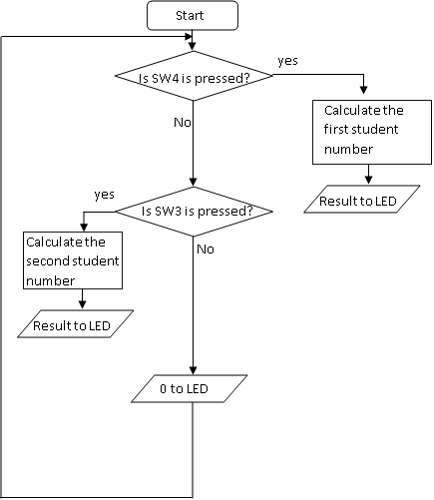 Start
yes
Is SW4 is pressed?
Calculate the
first student
number
No
yes
Result to LED
Is SW3 is pressed?
Calculate the
second student
number
No
Result to LED
0 to LED